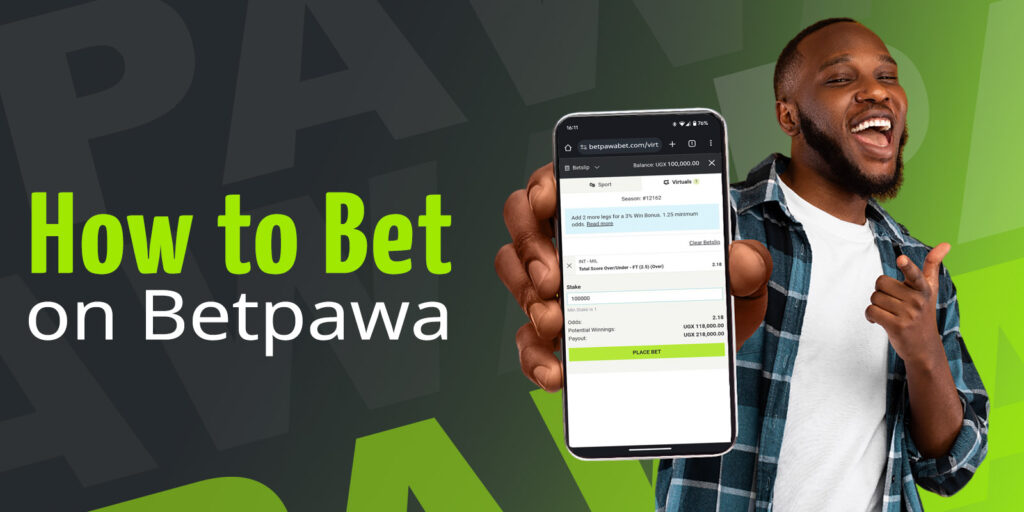 How to Bet
on Betpawa
16:11
76%
betpawabet.com/virt
1
Betslip
Balance: UGX 100,000.00
Sport
Virtuals 1
Season: #12162
Add 2 more legs for a 3% Win Bonus. 1.25 minimum
odds. Read more
Clear Betslip
INT - MIL
Total Score Over/Under - FT (2.5) (Over) 2.18
Stake
100000
Min Stake is 1
Odds: 2.18
Potential Winnings: UGX 118,000.00
Payout: UGX 218,000.00
PLACE BET